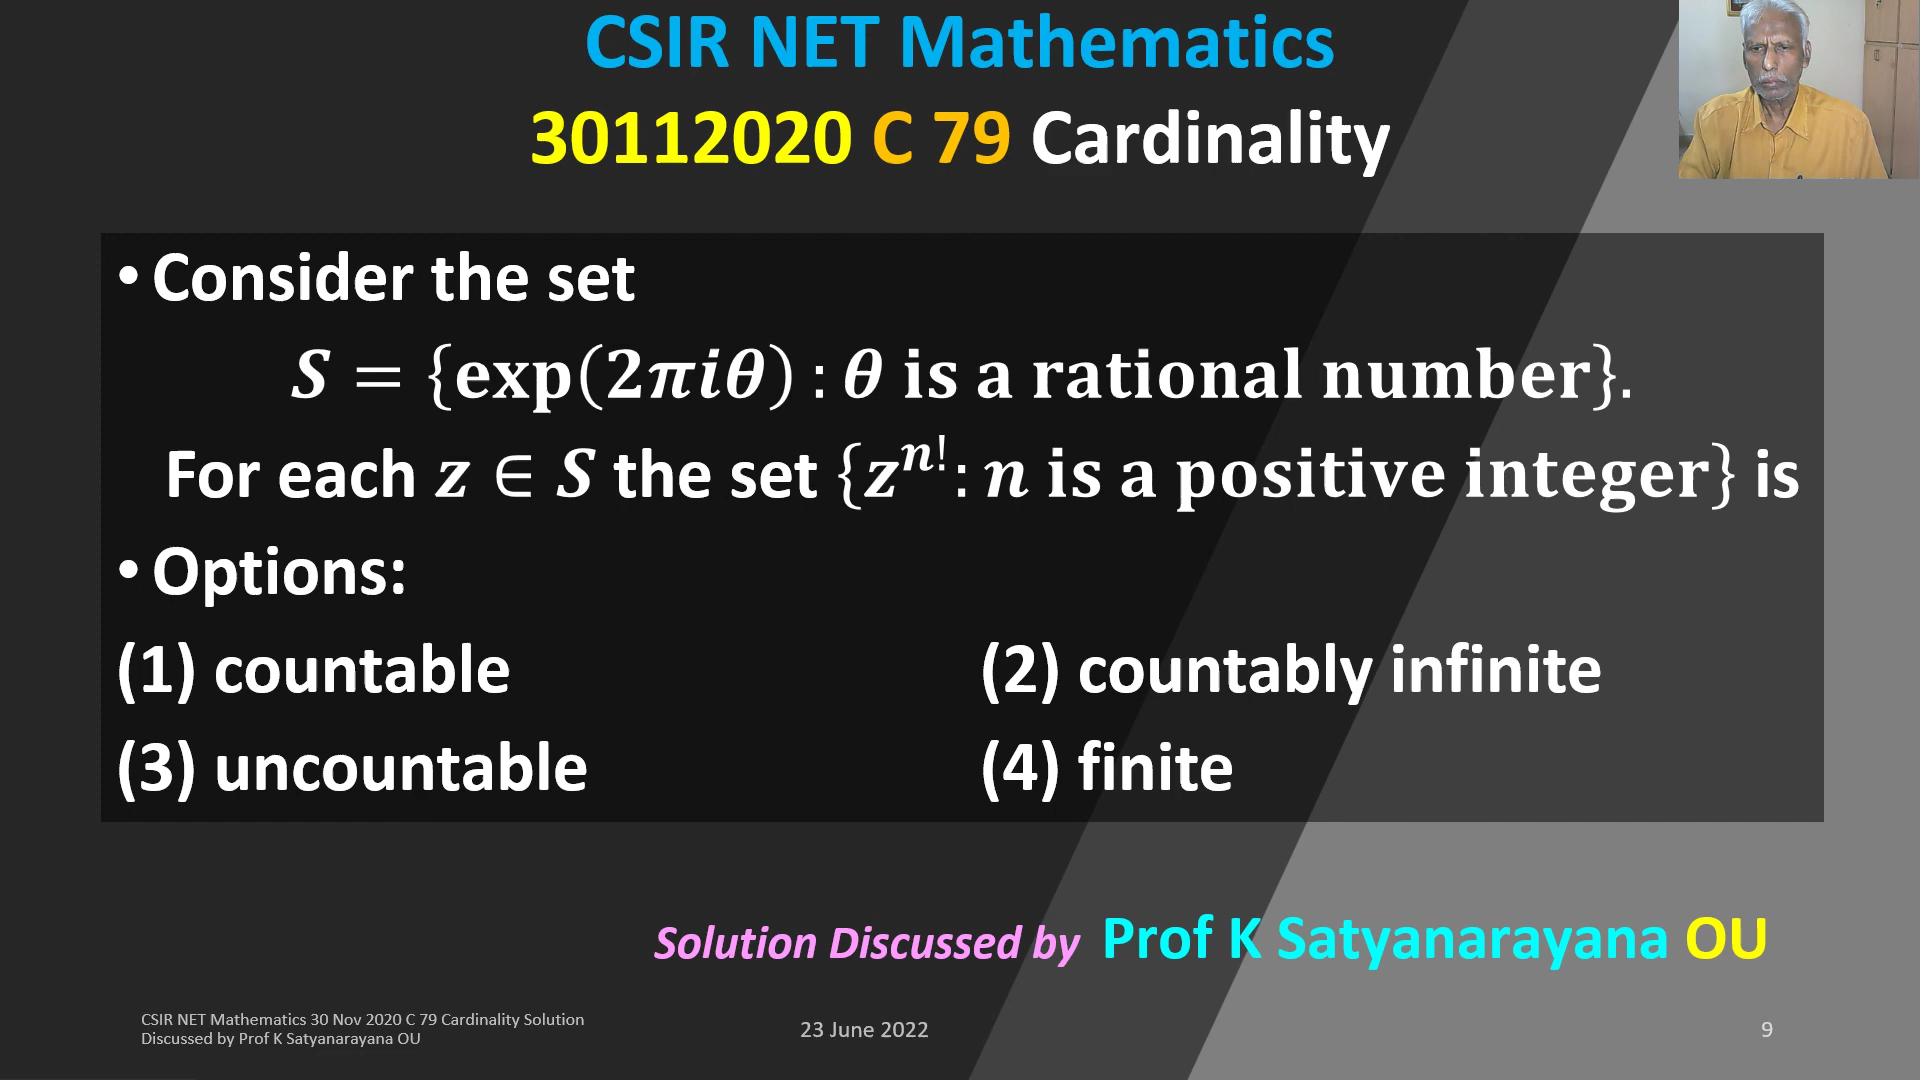 CSIR NET Mathematics
30112020 C 79 Cardinality
• Consider the set
S = {exp(2πiθ) : θ is a rational number}.
For each z ∈ S the set {z^{n!}: n is a positive integer} is
• Options:
(1) countable (2) countably infinite
(3) uncountable (4) finite
Solution Discussed by Prof K Satyanarayana OU
CSIR NET Mathematics 30 Nov 2020 C 79 Cardinality Solution
Discussed by Prof K Satyanarayana OU
23 June 2022
9